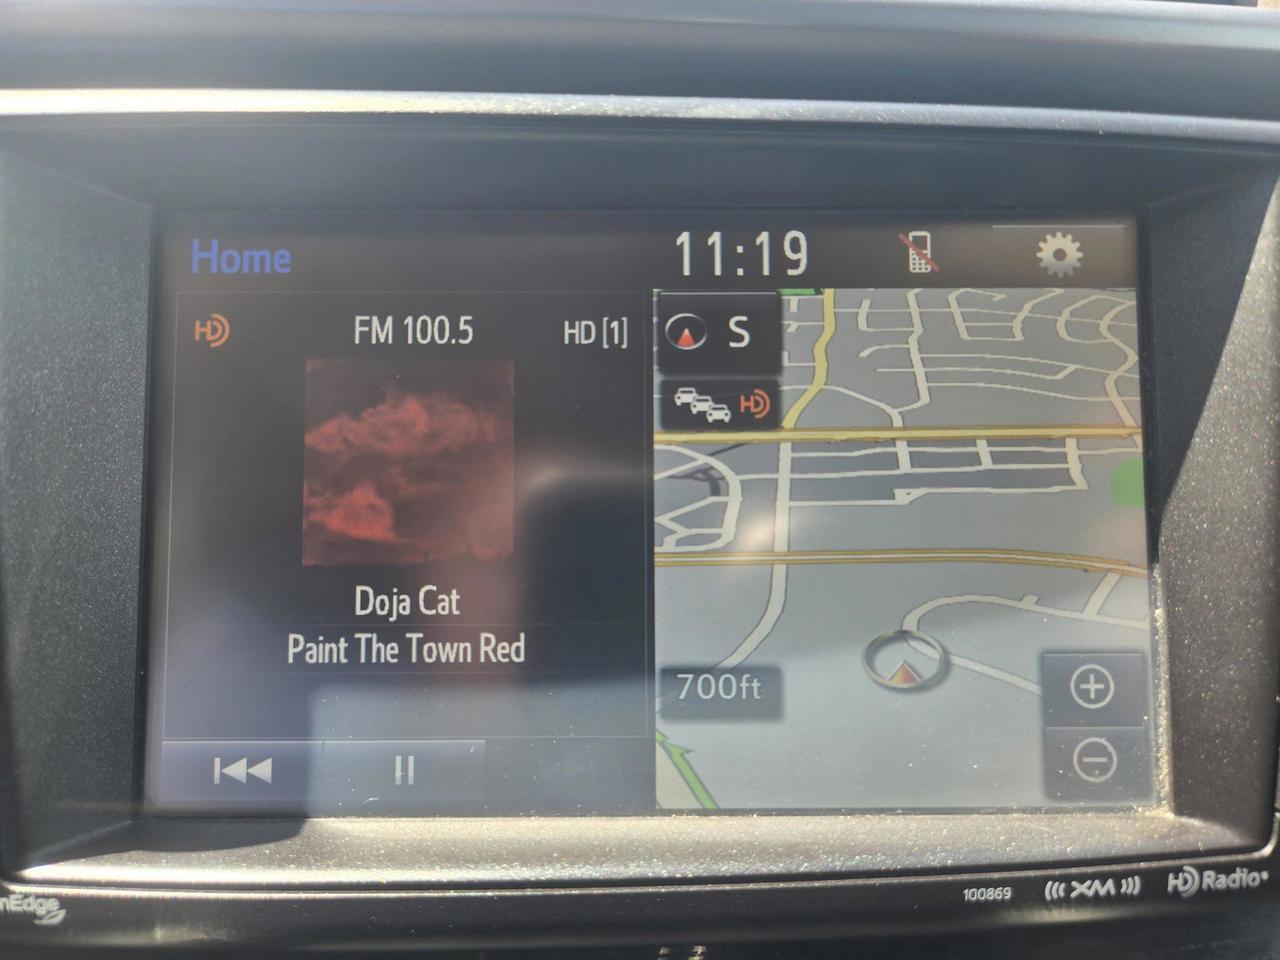 Home
11:19
FM 100.5
HD [1]
HD
S
HD
Doja Cat
Paint The Town Red
700ft
100869
XM
HD Radio
nEdge